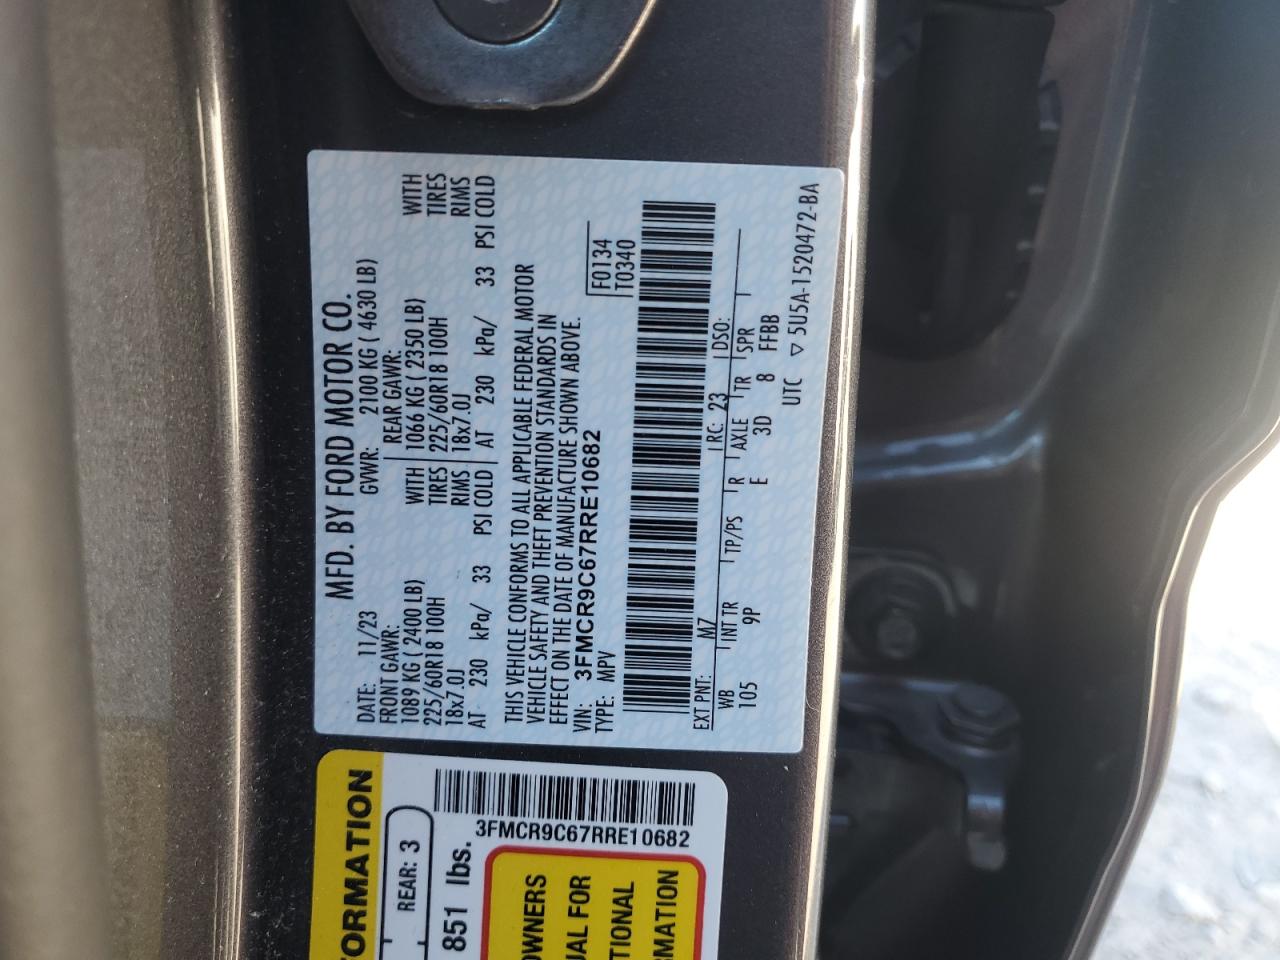 MFD. BY FORD MOTOR CO.
DATE: 11/23 GVWR: 2100 KG ( 4630 LB)
FRONT GAWR: REAR GAWR:
1089 KG ( 2400 LB) WITH 1066 KG ( 2350 LB) WITH
225/60R18 100H TIRES 225/60R18 100H TIRES
18x7.0J RIMS 18x7.0J RIMS
AT 230 kPa/ 33 PSI COLD AT 230 kPa/ 33 PSI COLD
THIS VEHICLE CONFORMS TO ALL APPLICABLE FEDERAL MOTOR
VEHICLE SAFETY AND THEFT PREVENTION STANDARDS IN
EFFECT ON THE DATE OF MANUFACTURE SHOWN ABOVE.
VIN: 3FMCR9C67RRE10682 F0134
TYPE: MPV T0340
EXT PNT: M7 RC: 23 DSO:
WB INT TR TP/PS R AXLE TR SPR
105 9P E 3D 8 FFBB
UTC ▽ 5U5A-1520472-BA
ORMATION
REAR: 3
851 lbs.
3FMCR9C67RRE10682
OWNERS
UAL FOR
TIONAL
RMATION